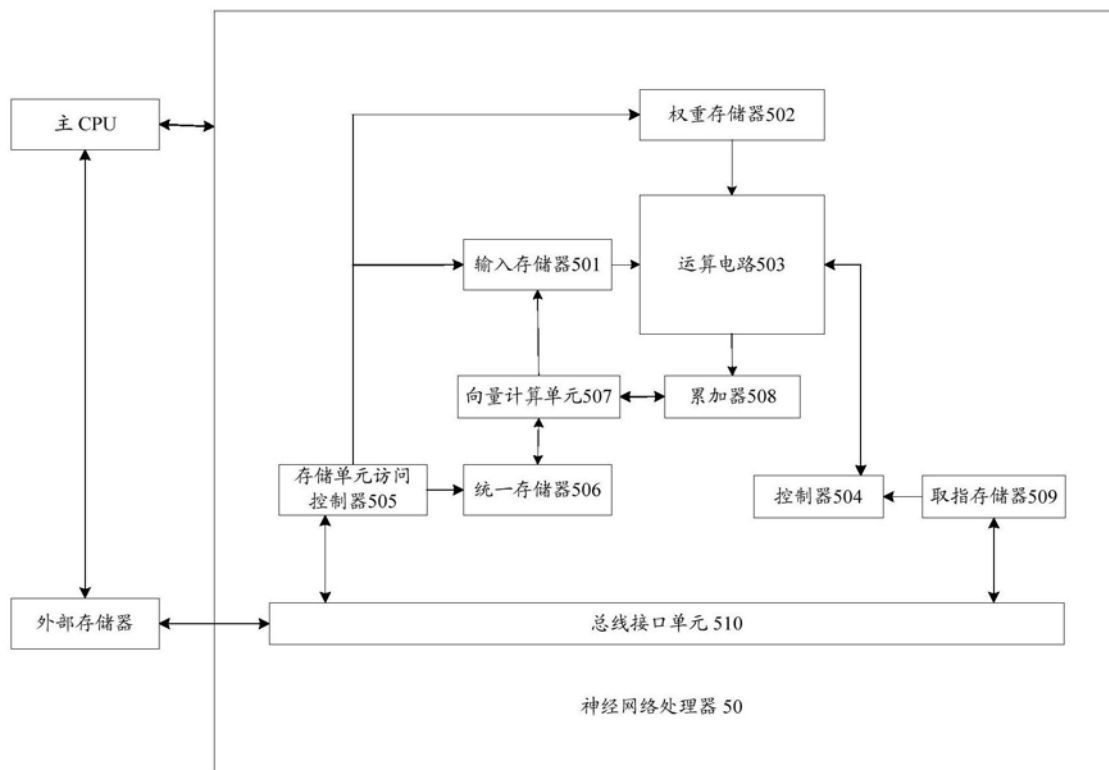 权重存储器502
主 CPU
输入存储器501
运算电路503
向量计算单元507
累加器508
存储单元访问
控制器505
统一存储器506
控制器504
取指存储器509
外部存储器
总线接口单元 510
神经网络处理器 50